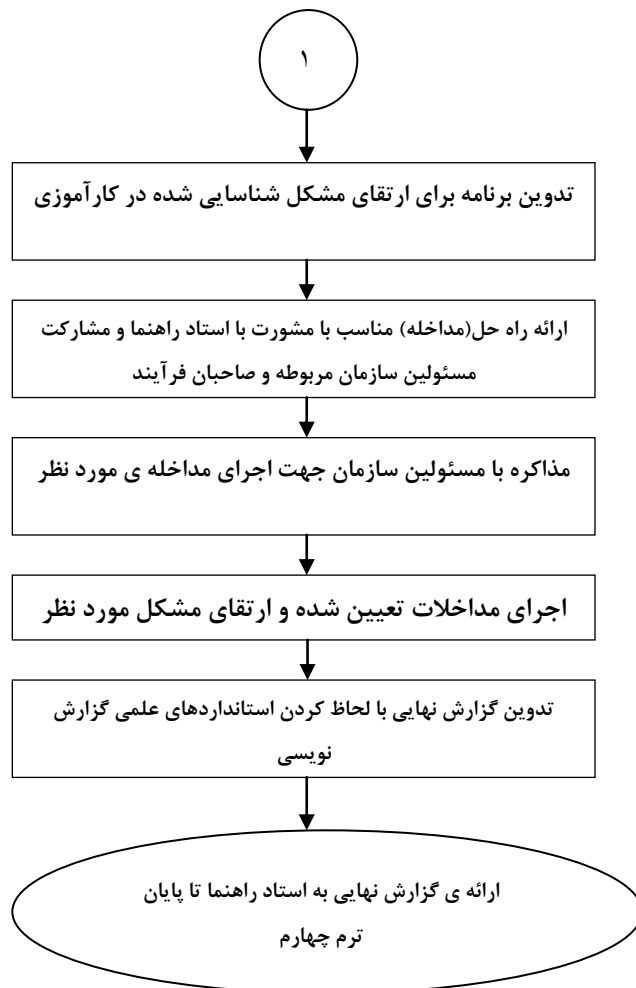 ۱
تدوین برنامه برای ارتقای مشکل شناسایی شده در کارآموزی
ارائه راه حل(مداخله) مناسب با مشورت با استاد راهنما و مشارکت
مسئولین سازمان مربوطه و صاحبان فرآیند
مذاکره با مسئولین سازمان جهت اجرای مداخله ی مورد نظر
اجرای مداخلات تعیین شده و ارتقای مشکل مورد نظر
تدوین گزارش نهایی با لحاظ کردن استانداردهای علمی گزارش
نویسی
ارائه ی گزارش نهایی به استاد راهنما تا پایان
ترم چهارم